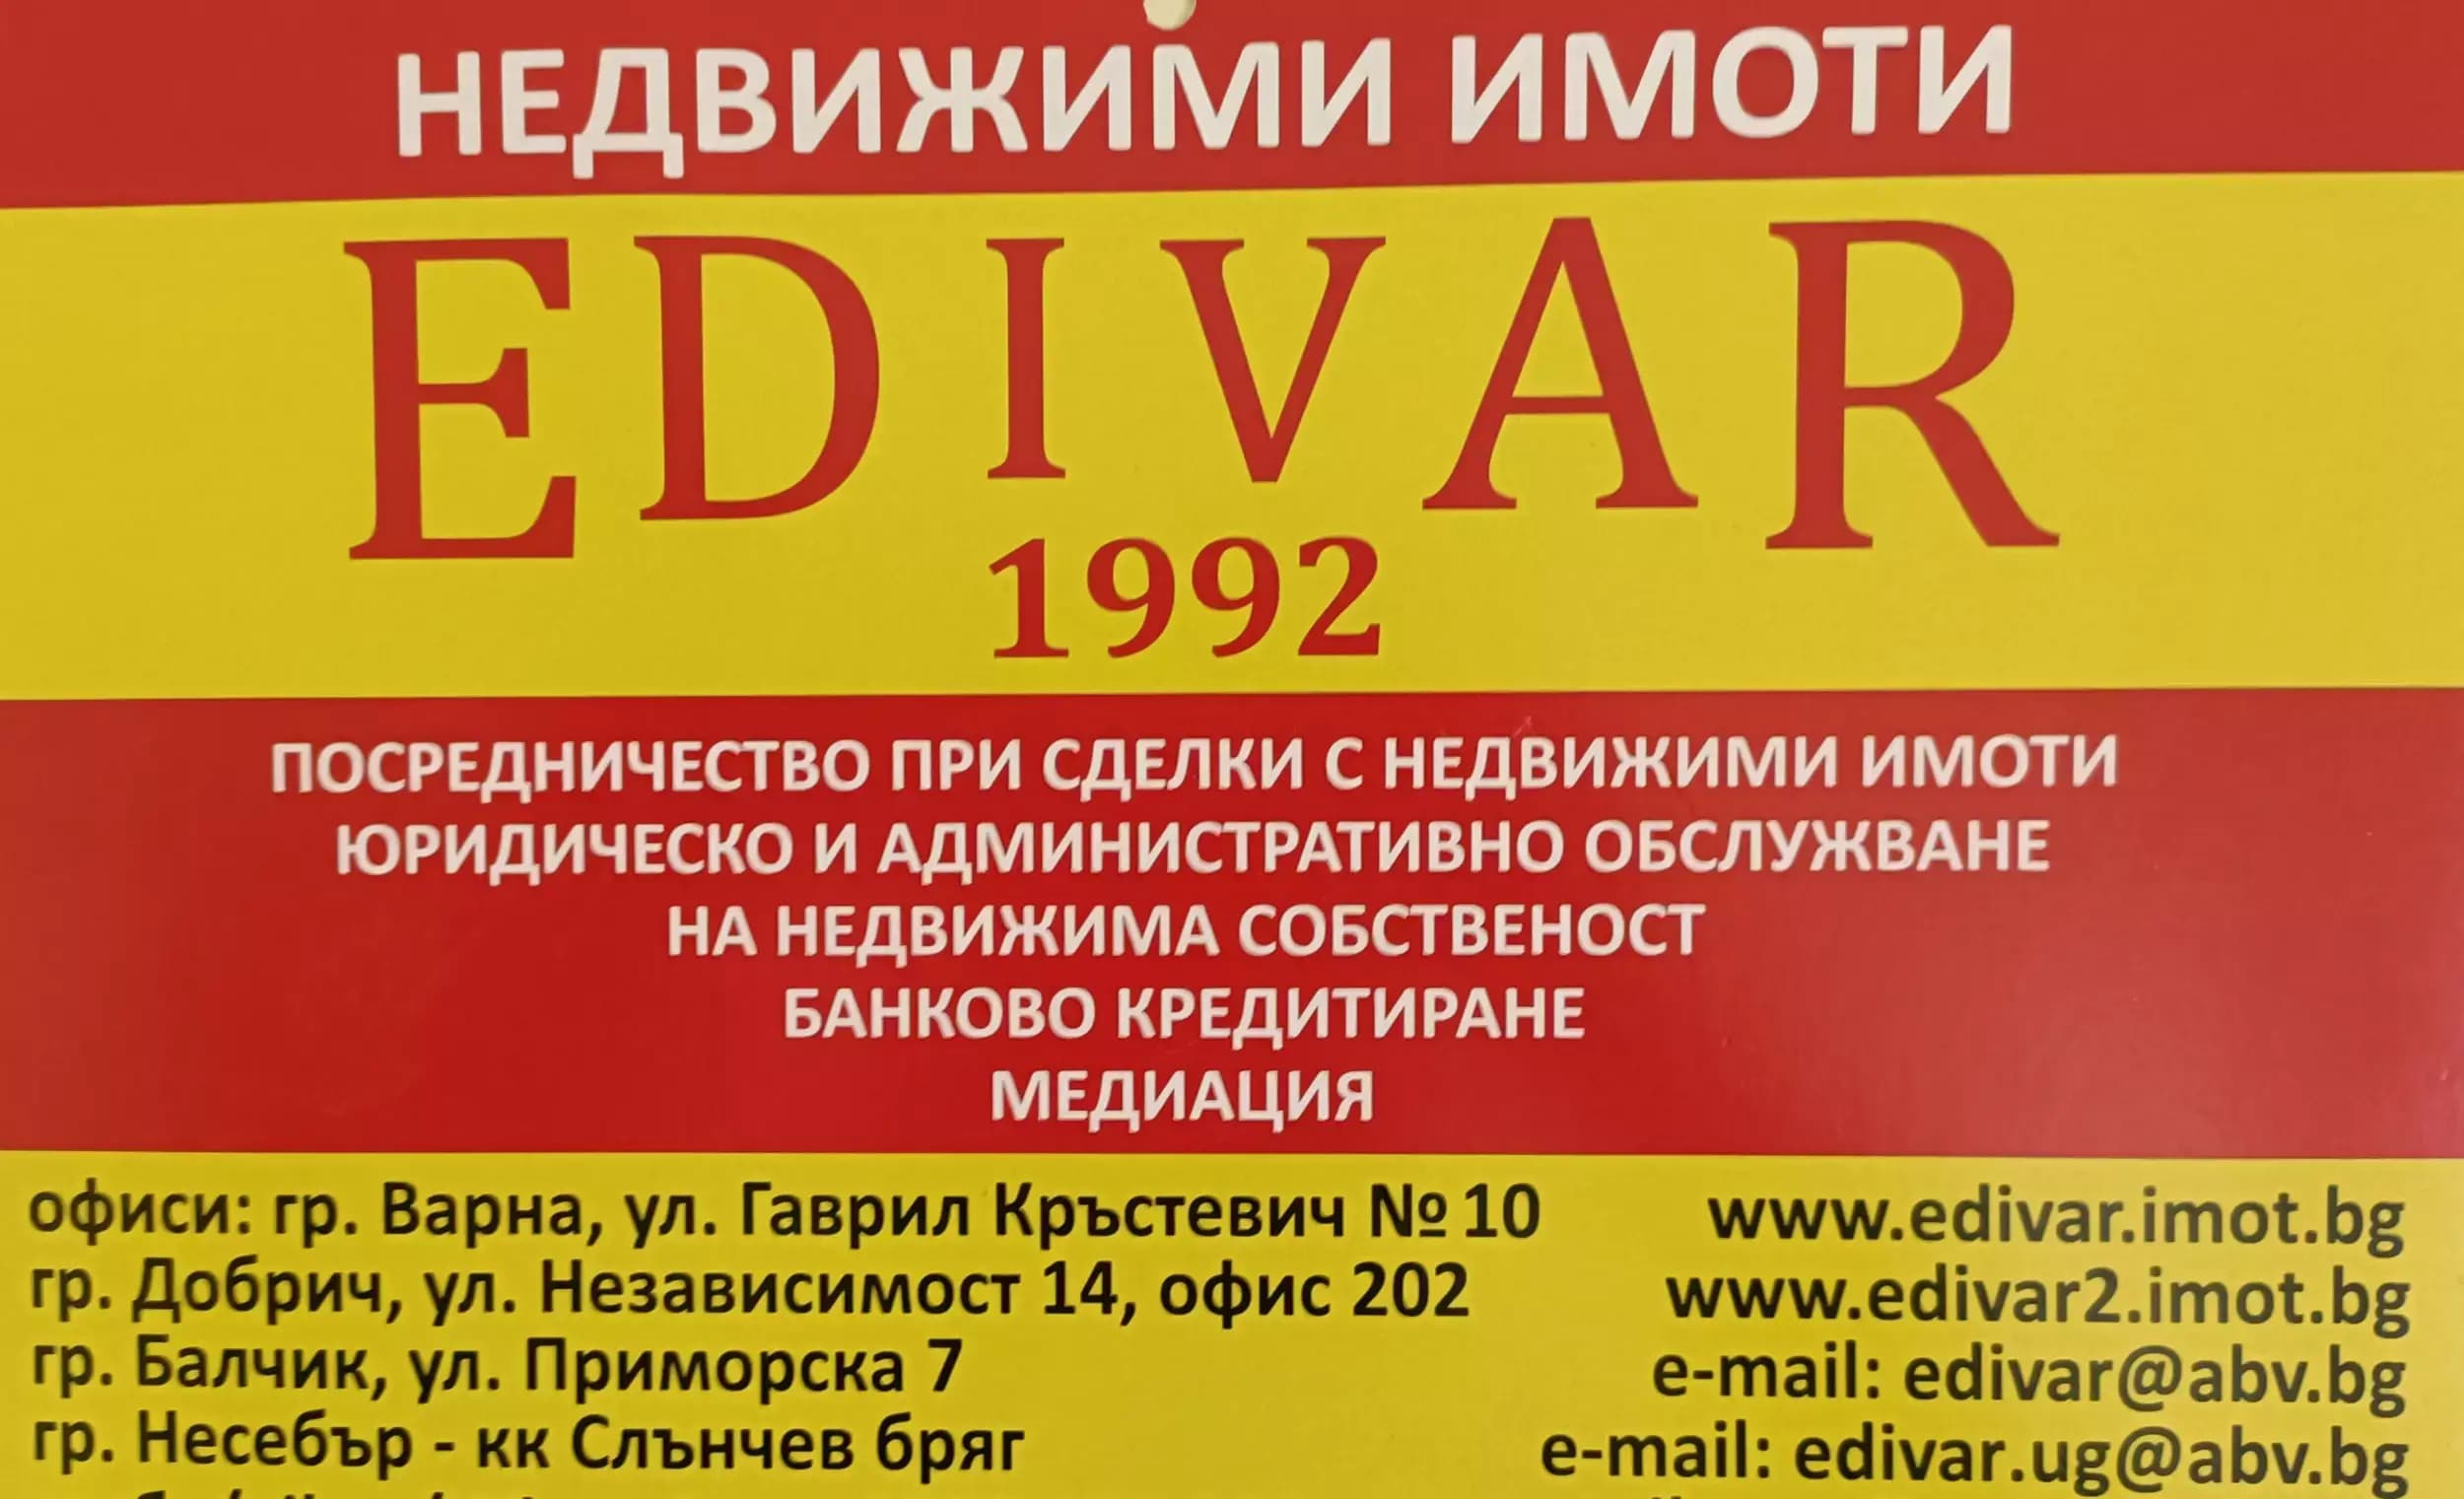 НЕДВИЖИМИ ИМОТИ
EDIVAR
1992
ПОСРЕДНИЧЕСТВО ПРИ СДЕЛКИ С НЕДВИЖИМИ ИМОТИ
ЮРИДИЧЕСКО И АДМИНИСТРАТИВНО ОБСЛУЖВАНЕ
НА НЕДВИЖИМА СОБСТВЕНОСТ
БАНКОВО КРЕДИТИРАНЕ
МЕДИАЦИЯ
офиси: гр. Варна, ул. Гаврил Кръстевич №10
гр. Добрич, ул. Независимост 14, офис 202
гр. Балчик, ул. Приморска 7
гр. Несебър - кк Слънчев бряг
www.edivar.imot.bg
www.edivar2.imot.bg
e-mail: edivar@abv.bg
e-mail: edivar.ug@abv.bg